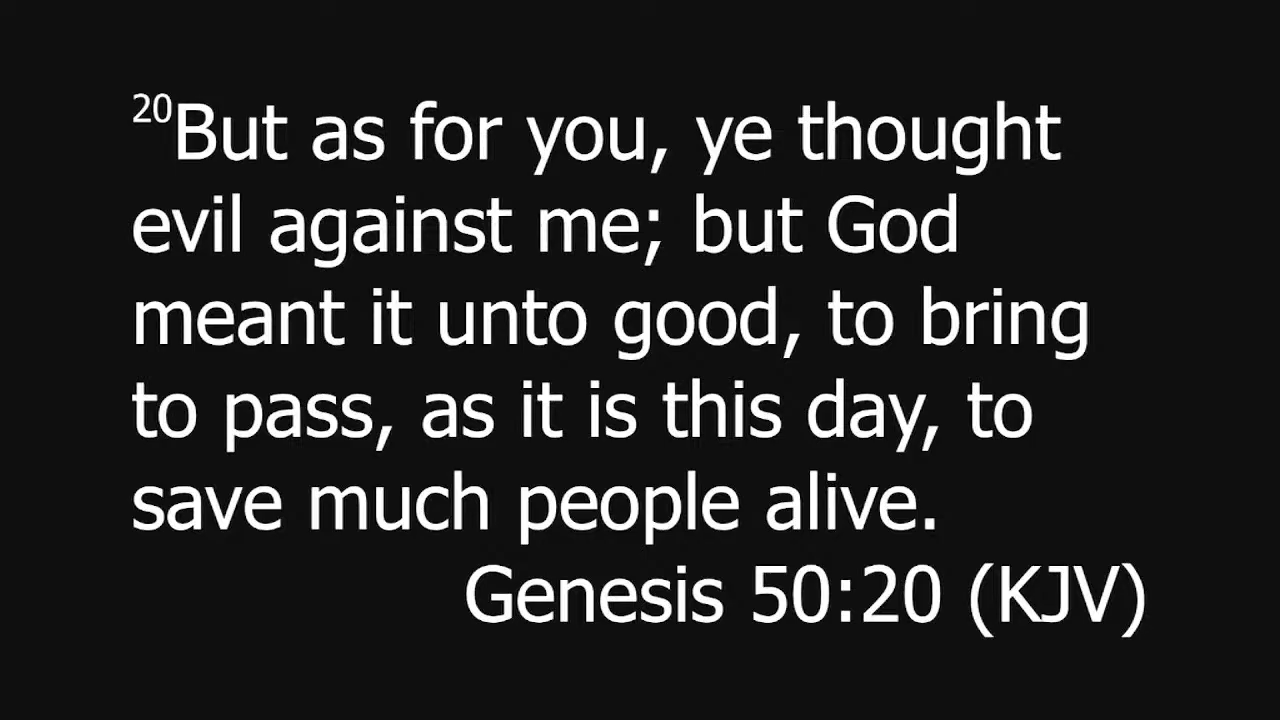 20But as for you, ye thought
evil against me; but God
meant it unto good, to bring
to pass, as it is this day, to
save much people alive.
Genesis 50:20 (KJV)